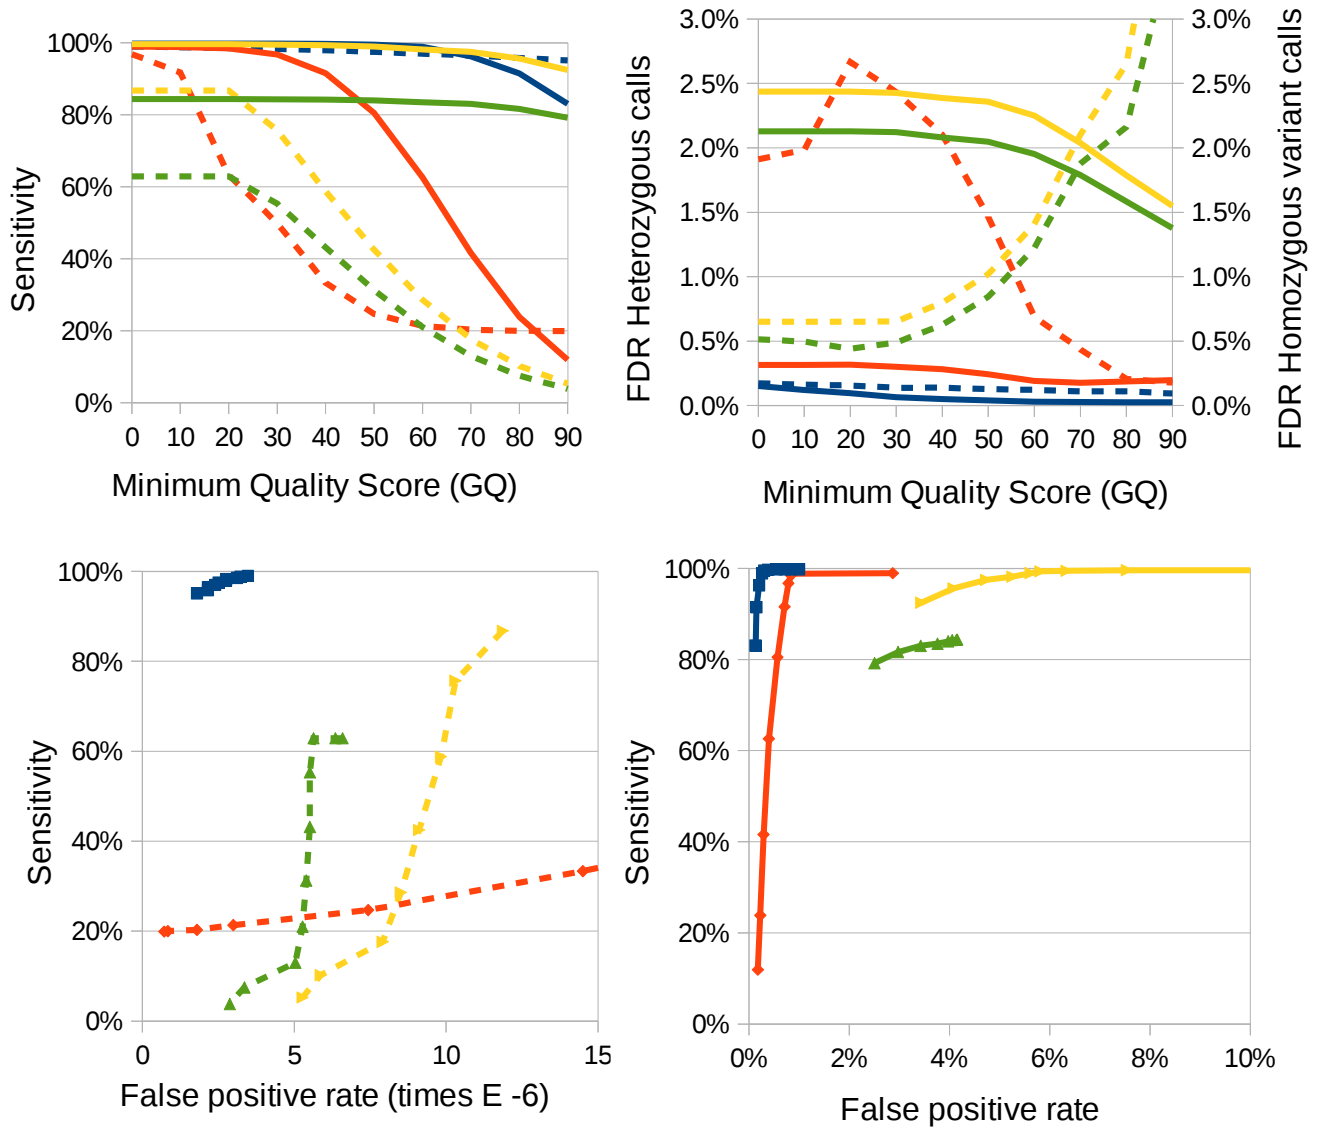 Sensitivity
100%
80%
60%
40%
20%
0%
0 10 20 30 40 50 60 70 80 90
Minimum Quality Score (GQ)
FDR Heterozygous calls
3.0%
2.5%
2.0%
1.5%
1.0%
0.5%
0.0%
0 10 20 30 40 50 60 70 80 90
Minimum Quality Score (GQ)
3.0%
2.5%
2.0%
1.5%
1.0%
0.5%
0.0%
FDR Homozygous variant calls
Sensitivity
100%
80%
60%
40%
20%
0%
0 5 10 15
False positive rate (times E -6)
Sensitivity
100%
80%
60%
40%
20%
0%
0% 2% 4% 6% 8% 10%
False positive rate